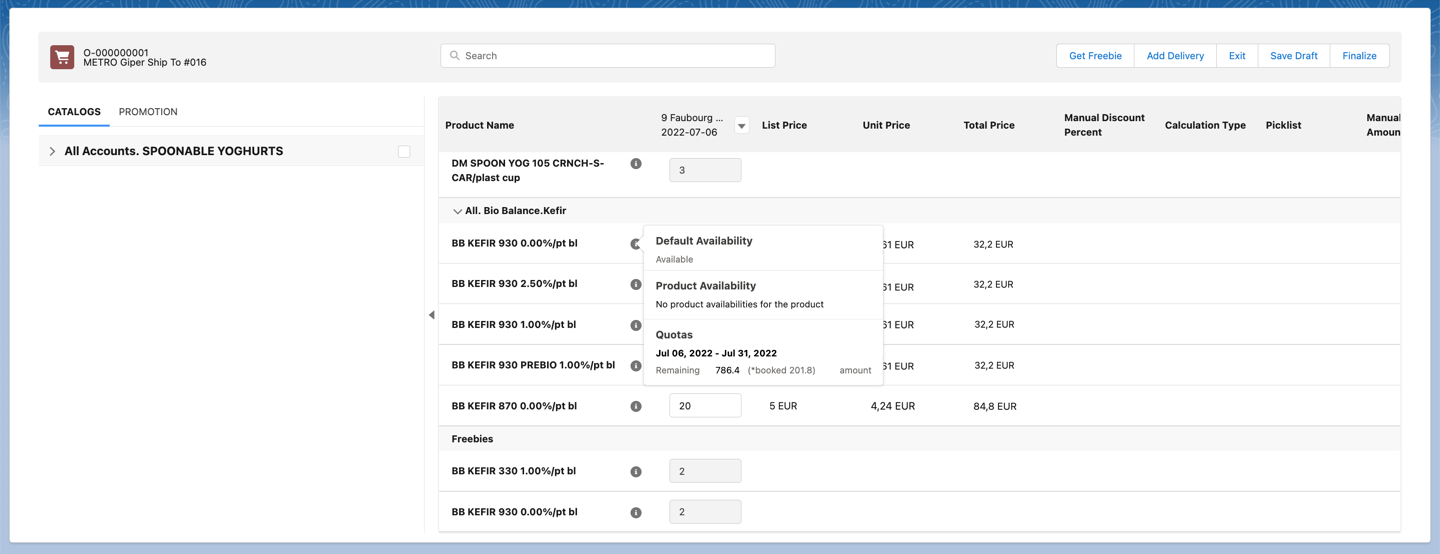 O-000000001
METRO Giper Ship To #016
Search
Get Freebie
Add Delivery
Exit
Save Draft
Finalize
CATALOGS
PROMOTION
All Accounts. SPOONABLE YOGHURTS
Product Name
9 Faubourg ...
2022-07-06
List Price
Unit Price
Total Price
Manual Discount
Percent
Calculation Type
Picklist
Manual
Amoun
DM SPOON YOG 105 CRNCH-S-
CAR/plast cup
3
All. Bio Balance.Kefir
BB KEFIR 930 0.00%/pt bl
61 EUR
32,2 EUR
BB KEFIR 930 2.50%/pt bl
61 EUR
32,2 EUR
BB KEFIR 930 1.00%/pt bl
61 EUR
32,2 EUR
BB KEFIR 930 PREBIO 1.00%/pt bl
61 EUR
32,2 EUR
Default Availability
Available
Product Availability
No product availabilities for the product
Quotas
Jul 06, 2022 - Jul 31, 2022
Remaining 786.4 (*booked 201.8) amount
BB KEFIR 870 0.00%/pt bl
20
5 EUR
4,24 EUR
84,8 EUR
Freebies
BB KEFIR 330 1.00%/pt bl
2
BB KEFIR 930 0.00%/pt bl
2